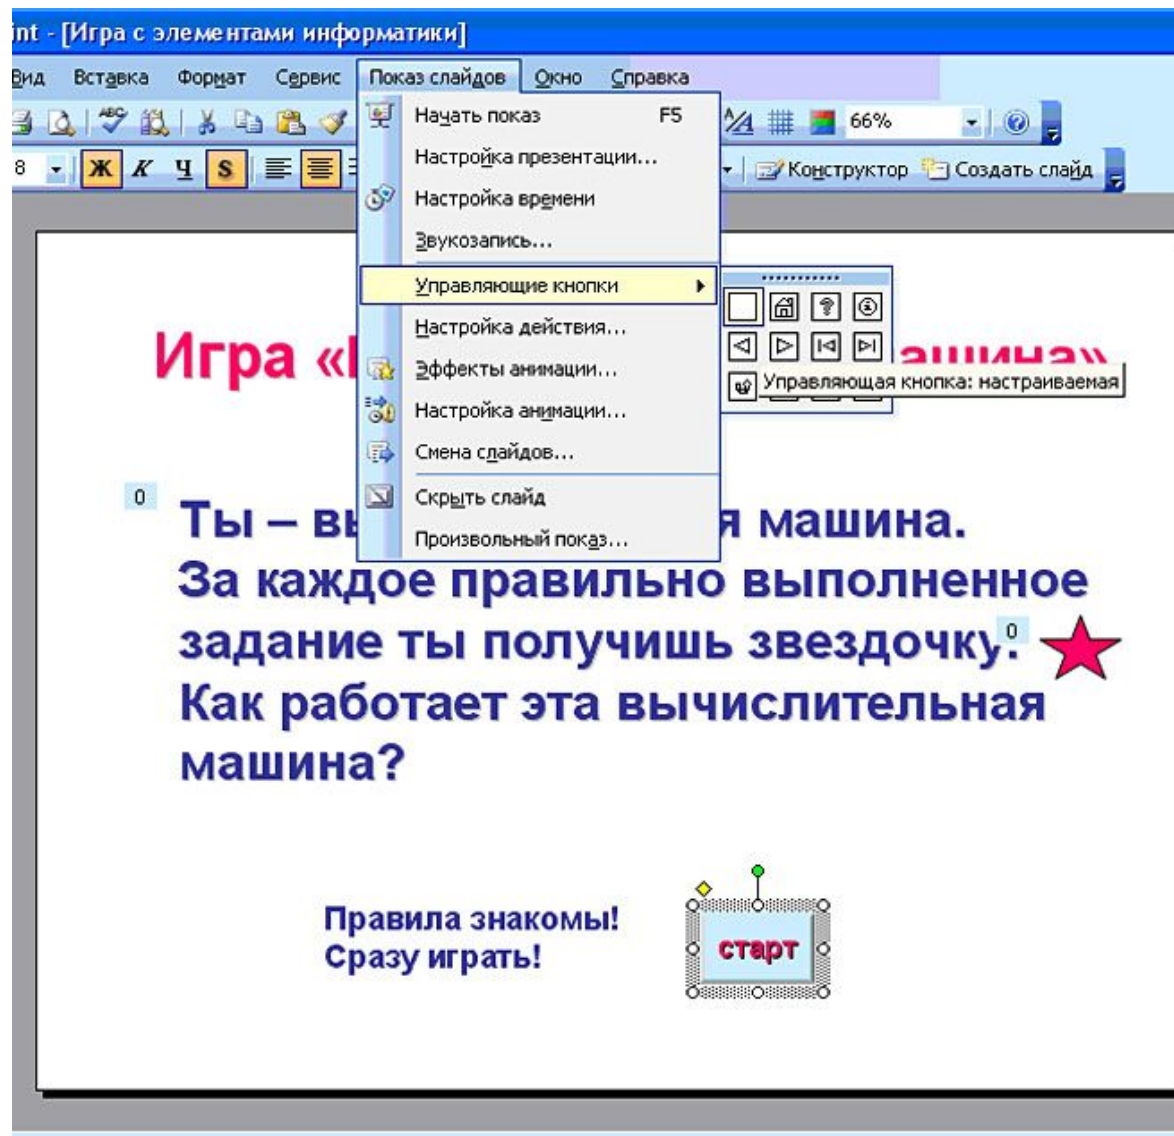 int - [Игра с элементами информатики]
Вид Вставка Формат Сервис Показ слайдов Окно Справка
66%
8 Ж К Ч S Конструктор Создать слайд
Начать показ F5
Настройка презентации...
Настройка времени
Звукозапись...
Управляющие кнопки
Настройка действия...
Эффекты анимации...
Настройка анимации...
Смена слайдов...
Скрыть слайд
Произвольный показ...
Управляющая кнопка: настраиваемая
Игра «
0
Ты – машина.
За каждое правильно выполненное
задание ты получишь звездочку.
0
Как работает эта вычислительная
машина?
Правила знакомы!
Сразу играть!
старт